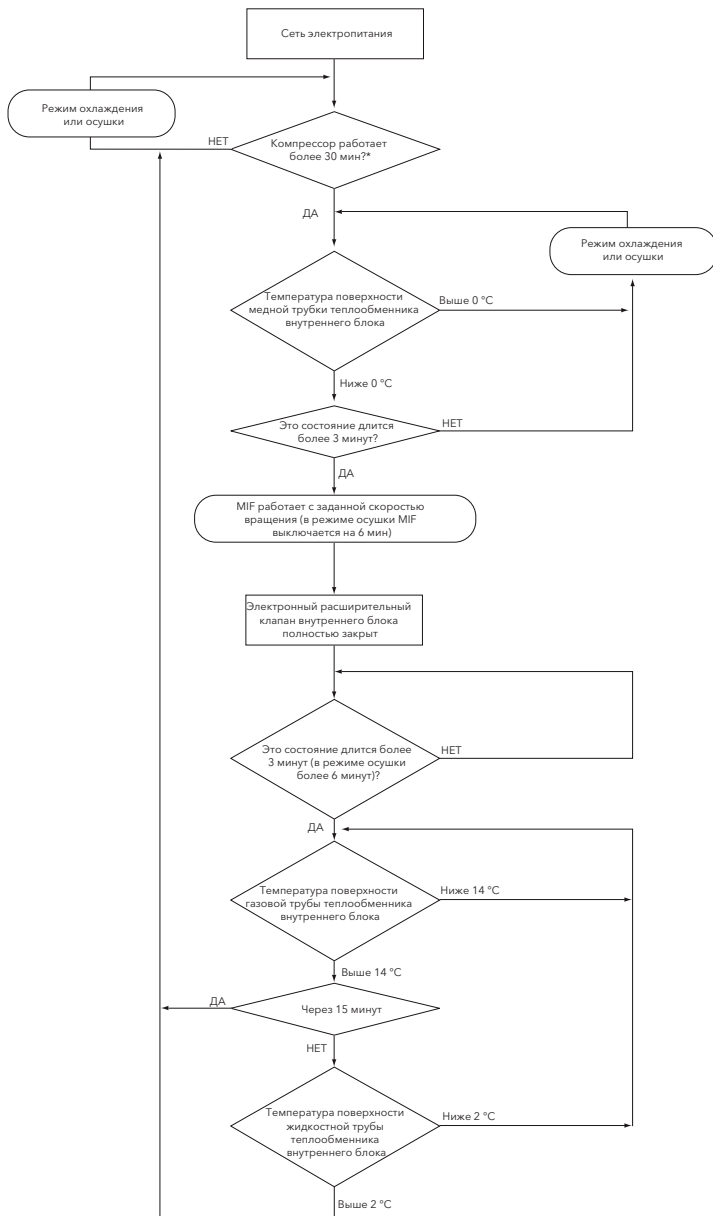 Сеть электропитания
Режим охлаждения
или осушки
НЕТ
Компрессор работает
более 30 мин?*
ДА
Режим охлаждения
или осушки
Температура поверхности
медной трубки теплообменника
внутреннего блока
Выше 0 °C
Ниже 0 °C
Это состояние длится
более 3 минут?
НЕТ
ДА
MIF работает с заданной скоростью
вращения (в режиме осушки MIF
выключается на 6 мин)
Электронный расширительный
клапан внутреннего блока
полностью закрыт
Это состояние длится более
3 минут (в режиме осушки
более 6 минут)?
НЕТ
ДА
Температура поверхности
газовой трубы теплообменника
внутреннего блока
Ниже 14 °C
Выше 14 °C
ДА
Через 15 минут
НЕТ
Температура поверхности
жидкостной трубы
теплообменника
внутреннего блока
Ниже 2 °C
Выше 2 °C